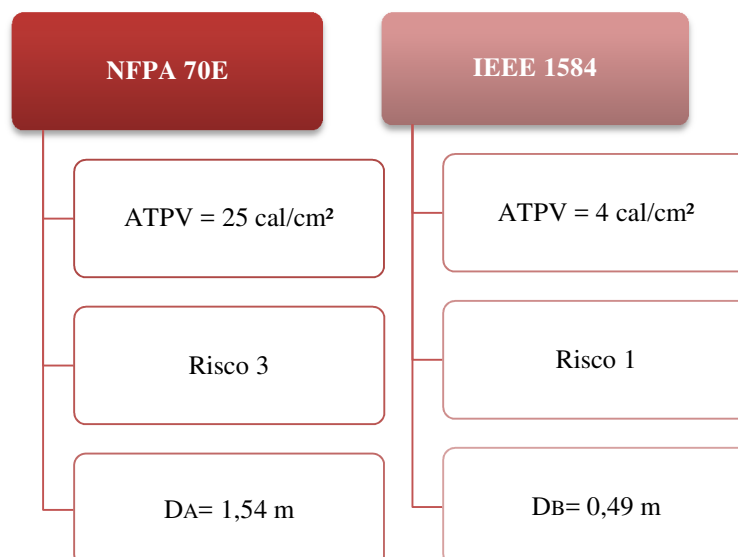 NFPA 70E
ATPV = 25 cal/cm²
Risco 3
DA= 1,54 m
IEEE 1584
ATPV = 4 cal/cm²
Risco 1
DB= 0,49 m